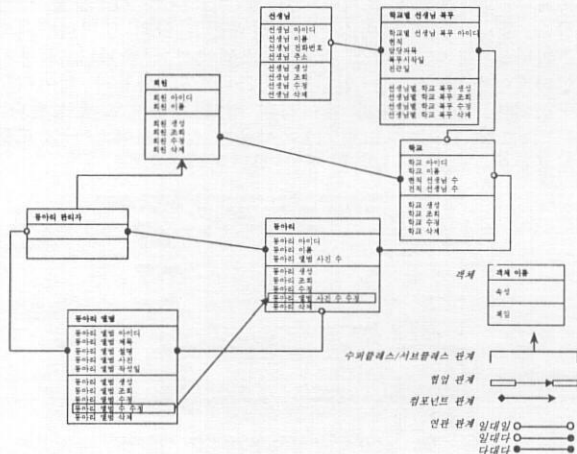 선생님
선생님 아이디
선생님 이름
선생님 전화번호
선생님 주소
선생님 생성
선생님 조회
선생님 수정
선생님 삭제
학교별 선생님 복무
학교별 선생님 복무 아이디
현직
담당과목
복무시작일
전근일
선생님별 학교 복무 생성
선생님별 학교 복무 조회
선생님별 학교 복무 수정
선생님별 학교 복무 삭제
회원
회원 아이디
회원 이름
회원 생성
회원 조회
회원 수정
회원 삭제
학교
학교 아이디
학교 이름
현직 선생님 수
전직 선생님 수
학교 생성
학교 조회
학교 수정
학교 삭제
동아리 관리자
동아리
동아리 아이디
동아리 이름
동아리 앨범 사진 수
동아리 생성
동아리 조회
동아리 수정
동아리 앨범 사진 수 수정
동아리 삭제
동아리 앨범
동아리 앨범 아이디
동아리 앨범 제목
동아리 앨범 설명
동아리 앨범 사진
동아리 앨범 작성일
동아리 앨범 생성
동아리 앨범 조회
동아리 앨범 수정
동아리 앨범 수 수정
동아리 앨범 삭제
객체
객체 이름
속성
책임
수퍼클래스/서브클래스 관계
협업 관계
컴포넌트 관계
연관 관계
일대일
일대다
다대다